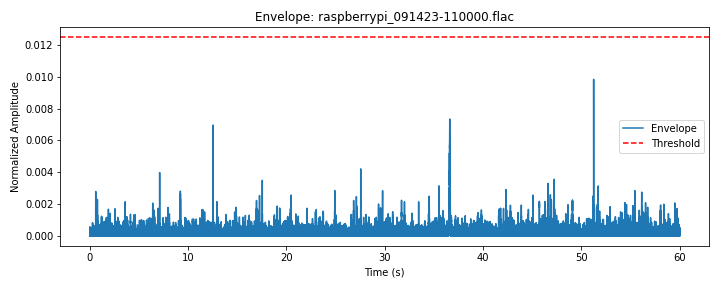 Envelope: raspberrypi_091423-110000.flac
Normalized Amplitude
0.012
0.010
0.008
0.006
0.004
0.002
0.000
Envelope
Threshold
0 10 20 30 40 50 60
Time (s)